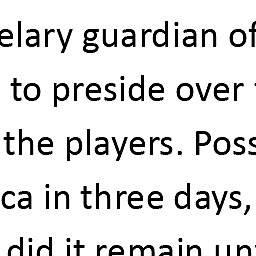 elary guardian of
to preside over
the players. Poss
ca in three days,
did it remain un